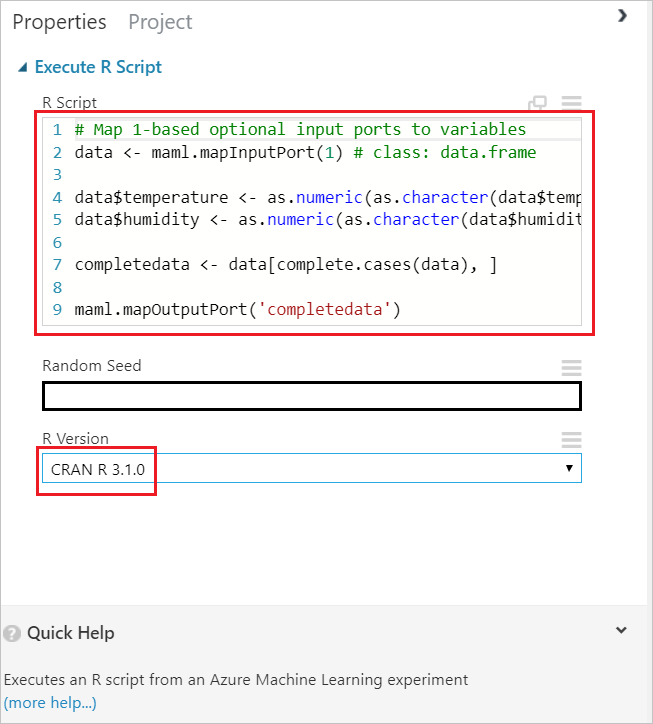 Properties Project
Execute R Script
R Script
1 # Map 1-based optional input ports to variables
2 data <- maml.mapInputPort(1) # class: data.frame
3
4 data$temperature <- as.numeric(as.character(data$temp
5 data$humidity <- as.numeric(as.character(data$humidit
6
7 completedata <- data[complete.cases(data), ]
8
9 maml.mapOutputPort('completedata')
Random Seed
R Version
CRAN R 3.1.0
? Quick Help
Executes an R script from an Azure Machine Learning experiment
(more help...)